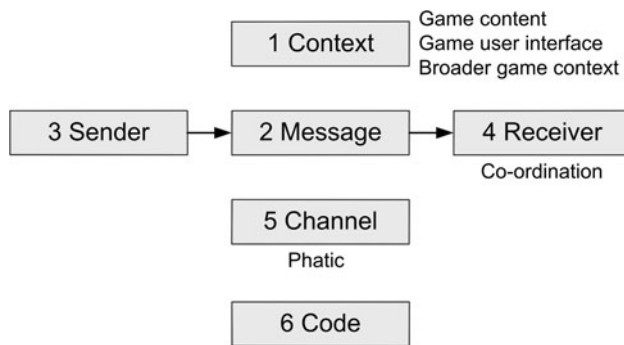 1 Context
Game content
Game user interface
Broader game context
3 Sender
2 Message
4 Receiver
Co-ordination
5 Channel
Phatic
6 Code